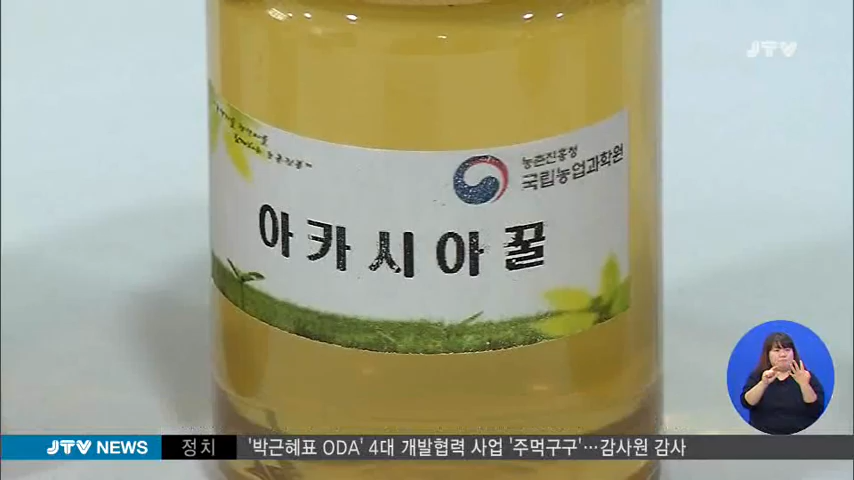 JTV
농촌진흥청
국립농업과학원
아카시아꿀
JTV NEWS
정치
'박근혜표 ODA' 4대 개발협력 사업 '주먹구구'...감사원 감사